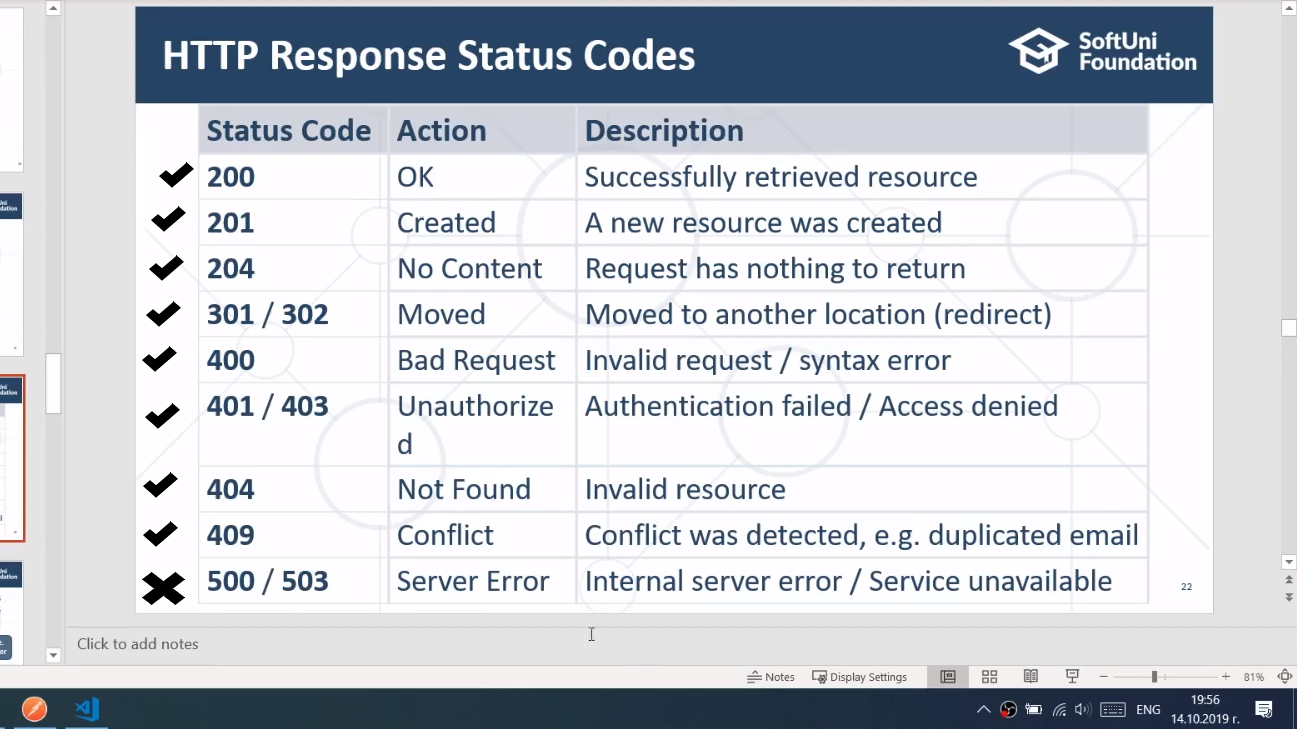 HTTP Response Status Codes
SoftUni
Foundation
Status Code Action Description
200 OK Successfully retrieved resource
201 Created A new resource was created
204 No Content Request has nothing to return
301 / 302 Moved Moved to another location (redirect)
400 Bad Request Invalid request / syntax error
401 / 403 Unauthorize Authentication failed / Access denied
d
404 Not Found Invalid resource
409 Conflict Conflict was detected, e.g. duplicated email
500 / 503 Server Error Internal server error / Service unavailable
22
Click to add notes
Notes Display Settings 81%
ENG
19:56
14.10.2019 г.